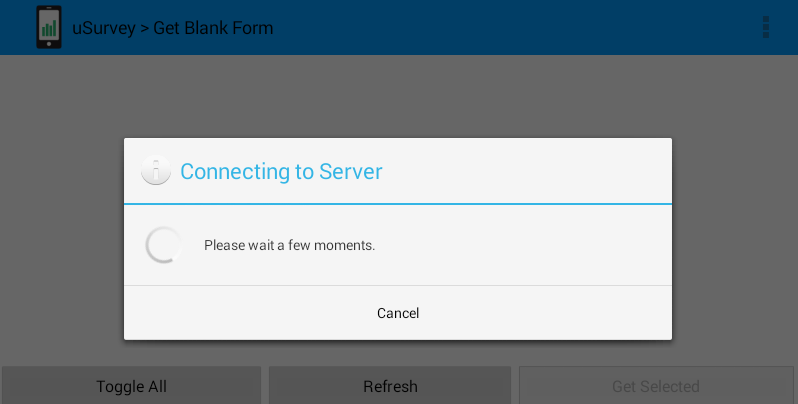 uSurvey > Get Blank Form
Connecting to Server
Please wait a few moments.
Cancel
Toggle All
Refresh
Get Selected